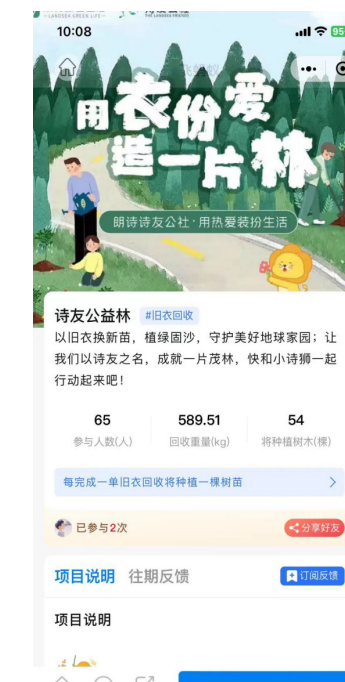 LANDSEA GREEN LIFE
THE LANDSEA FRIENDS
10:08
95
用衣份爱
造一片林
朗诗诗友公社·用热爱装扮生活
诗友公益林 #旧衣回收
以旧衣换新苗，植绿固沙，守护美好地球家园；让
我们以诗友之名，成就一片茂林，快和小诗狮一起
行动起来吧！
65 589.51 54
参与人数(人) 回收重量(kg) 将种植树木(棵)
每完成一单旧衣回收将种植一棵树苗
已参与2次 分享好友
项目说明 往期反馈 订阅反馈
项目说明